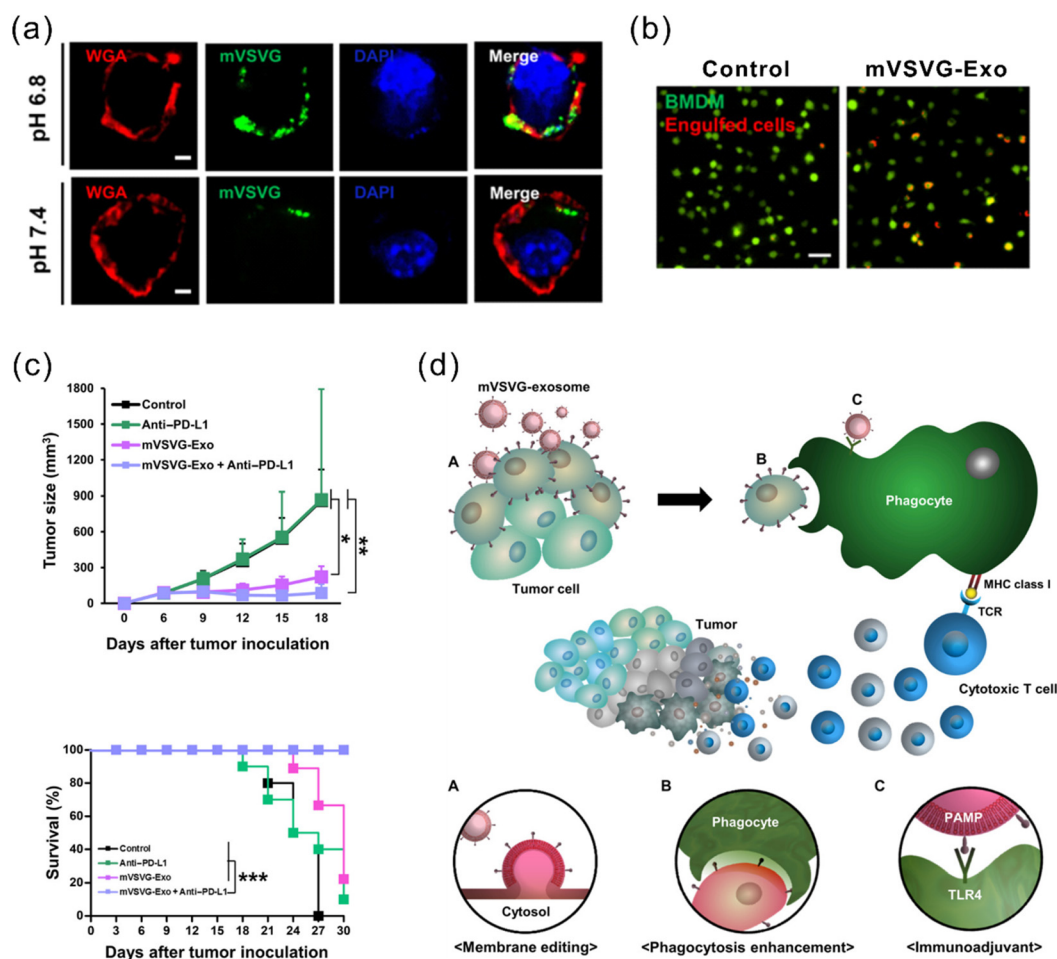 (a)
pH 6.8
WGA
mVSVG
DAPI
Merge
pH 7.4
WGA
mVSVG
DAPI
Merge
(b)
Control
mVSVG-Exo
BMDM
Engulfed cells
(c)
Tumor size (mm³)
1800
1500
1200
900
600
300
0
Control
Anti–PD-L1
mVSVG-Exo
mVSVG-Exo + Anti-PD-L1
*
**
0 6 9 12 15 18
Days after tumor inoculation
Survival (%)
100
80
60
40
20
0
Control
Anti-PD-L1
mVSVG-Exo
mVSVG-Exo + Anti-PD-L1
***
0 3 6 9 12 15 18 21 24 27 30
Days after tumor inoculation
(d)
mVSVG-exosome
A
Tumor cell
C
B
Phagocyte
MHC class I
TCR
Cytotoxic T cell
Tumor
A
Cytosol
<Membrane editing>
B
Phagocyte
<Phagocytosis enhancement>
C
PAMP
TLR4
<Immunoadjuvant>